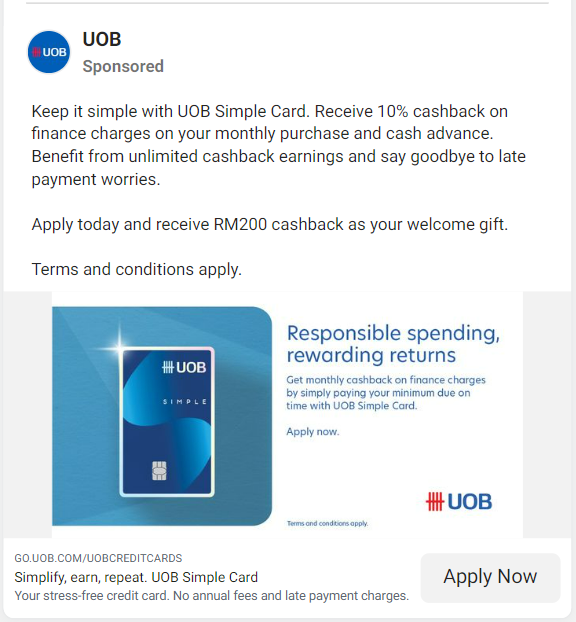 UOB
UOB
Sponsored
Keep it simple with UOB Simple Card. Receive 10% cashback on
finance charges on your monthly purchase and cash advance.
Benefit from unlimited cashback earnings and say goodbye to late
payment worries.
Apply today and receive RM200 cashback as your welcome gift.
Terms and conditions apply.
UOB
SIMPLE
Responsible spending,
rewarding returns
Get monthly cashback on finance charges
by simply paying your minimum due on
time with UOB Simple Card.
Apply now.
UOB
Terms and conditions apply.
GO.UOB.COM/UOBCREDITCARDS
Simplify, earn, repeat. UOB Simple Card
Your stress-free credit card. No annual fees and late payment charges.
Apply Now